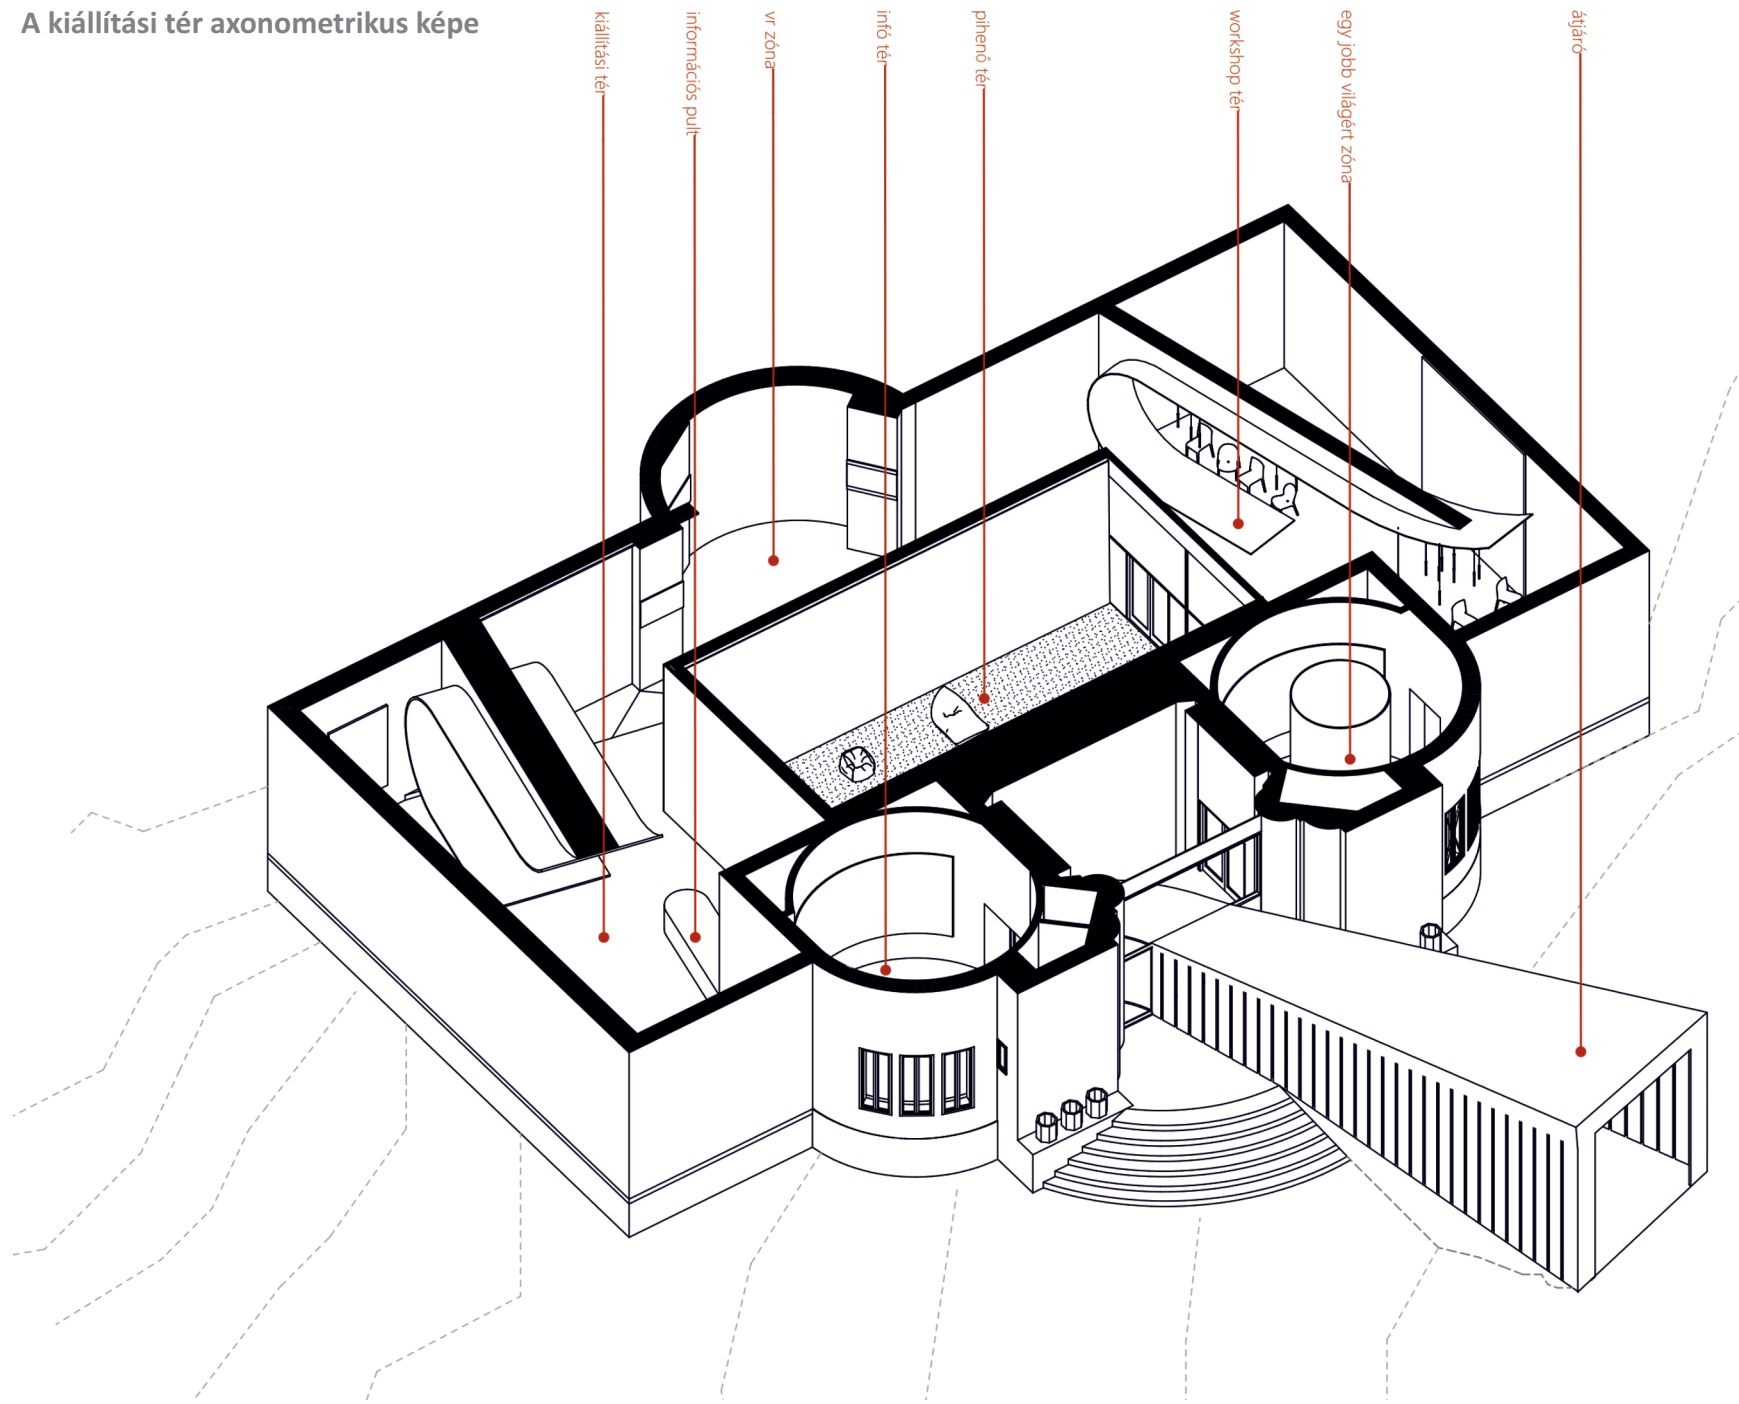 A kiállítási tér axonometrikus képe
kiállítási tér
információs pult
vr zóna
infó tér
pihenő tér
workshop tér
egy jobb világért zóna
átjáró